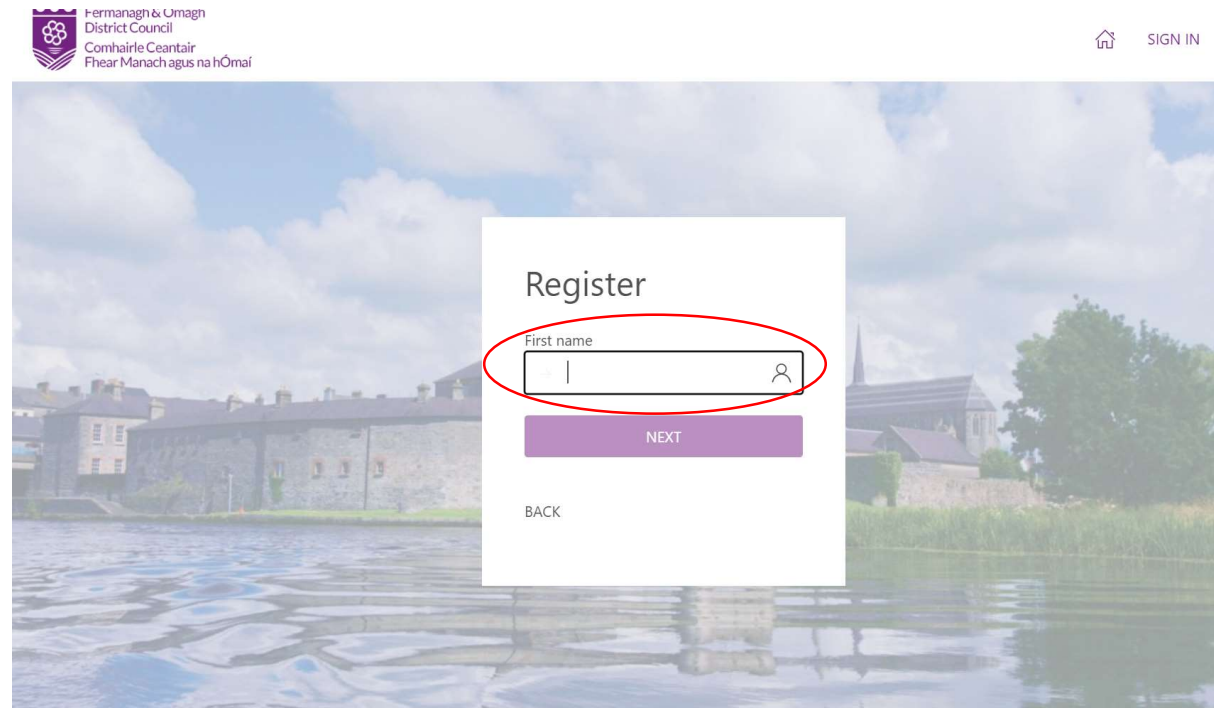 Fermanagh & Omagh
District Council
Comhairle Ceantair
Fhear Manach agus na hÓmaí
SIGN IN
Register
First name
NEXT
BACK